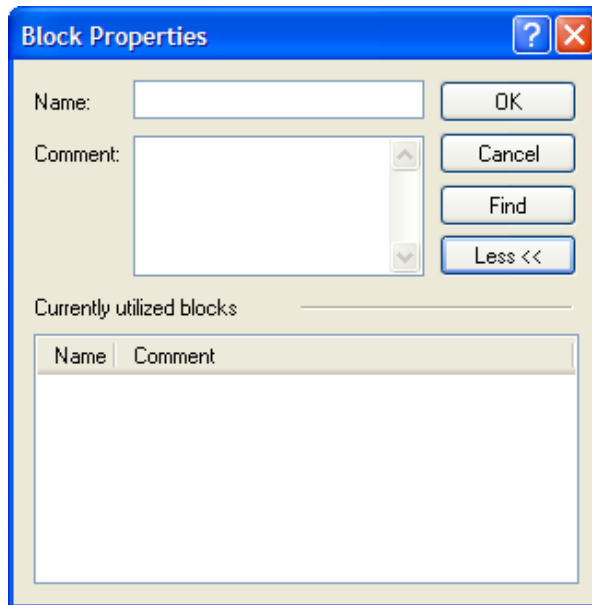 Block Properties
?
Name:
OK
Comment:
Cancel
Find
Less <<
Currently utilized blocks
Name Comment